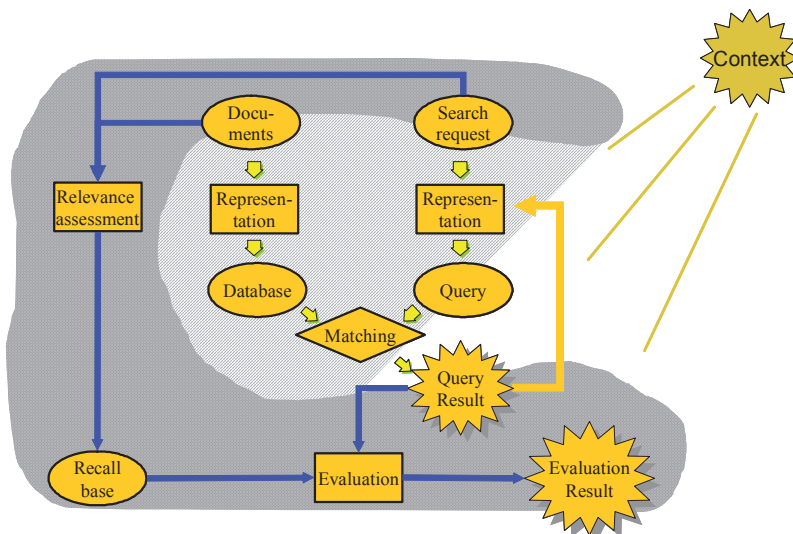 Context
Docu-
ments
Search
request
Relevance
assessment
Represen-
tation
Represen-
tation
Database
Query
Matching
Query
Result
Recall
base
Evaluation
Evaluation
Result